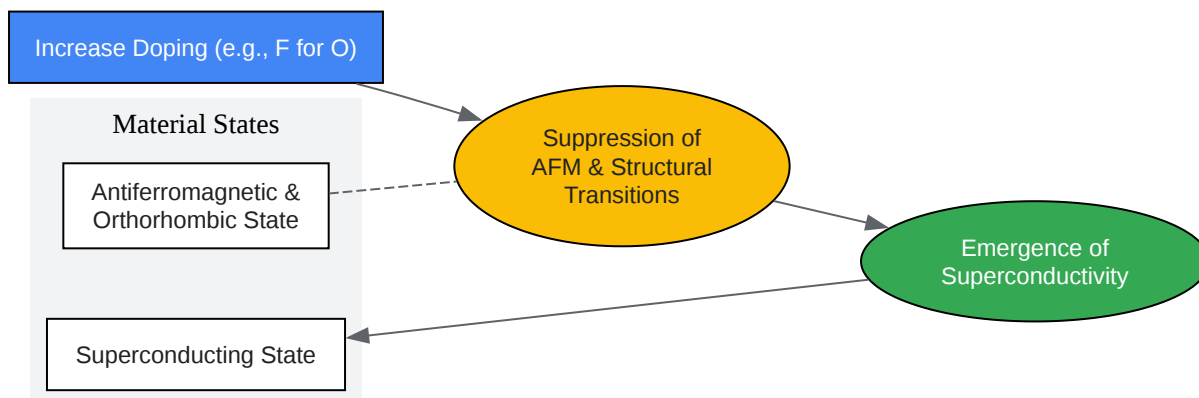 Increase Doping (e.g., F for O)
Material States
Antiferromagnetic &
Orthorhombic State
Suppression of
AFM & Structural
Transitions
Emergence of
Superconductivity
Superconducting State